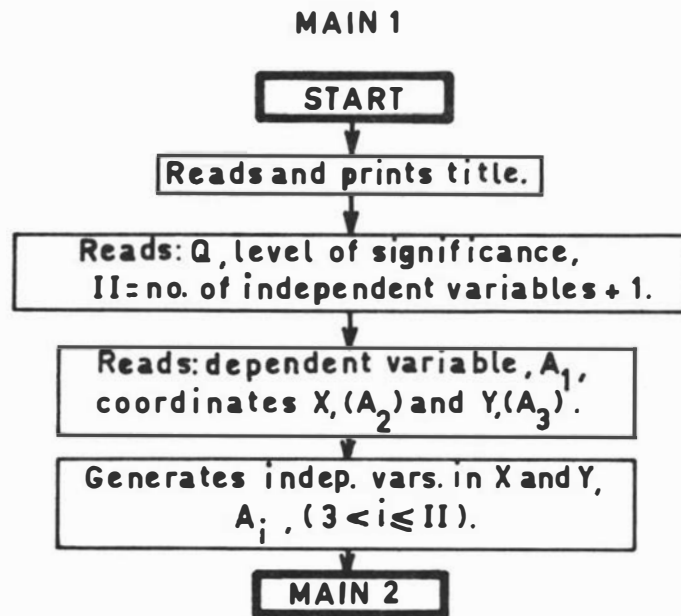 MAIN 1
START
Reads and prints title.
Reads: Q, level of significance,
II = no. of independent variables + 1.
Reads: dependent variable, A₁,
coordinates X,(A₂) and Y,(A₃).
Generates indep. vars. in X and Y,
Aᵢ, (3 < i ⩽ II).
MAIN 2